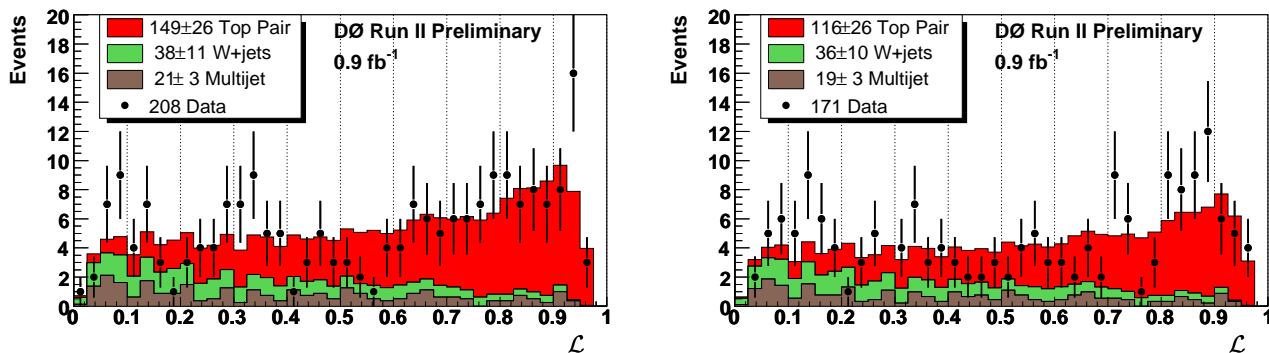 Events
20
18
16
14
12
10
8
6
4
2
0
149±26 Top Pair
38±11 W+jets
21± 3 Multijet
208 Data
DØ Run II Preliminary
0.9 fb-1
0 0.1 0.2 0.3 0.4 0.5 0.6 0.7 0.8 0.9 1
ℒ
Events
20
18
16
14
12
10
8
6
4
2
0
116±26 Top Pair
36±10 W+jets
19± 3 Multijet
171 Data
DØ Run II Preliminary
0.9 fb-1
0 0.1 0.2 0.3 0.4 0.5 0.6 0.7 0.8 0.9 1
ℒ